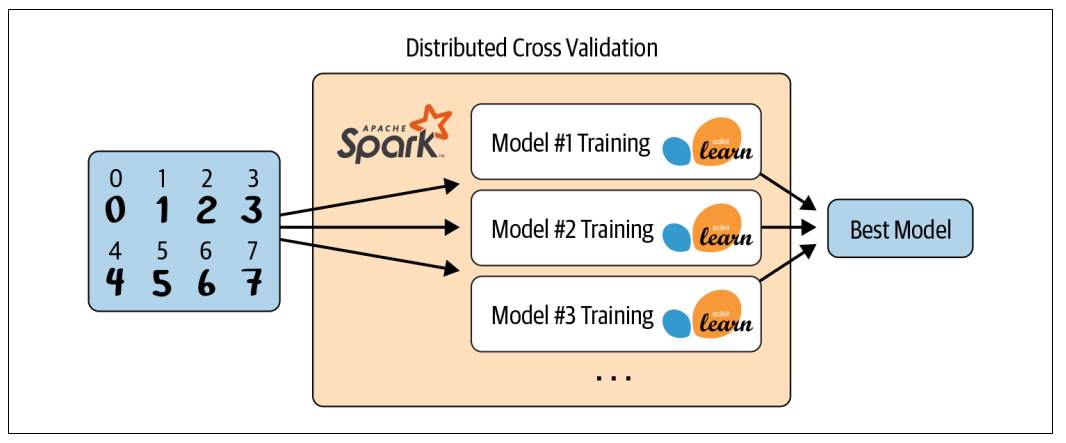 Distributed Cross Validation
APACHE
Spark™
0 1 2 3
0 1 2 3
4 5 6 7
4 5 6 7
Model #1 Training
scikit
learn
Model #2 Training
scikit
learn
Model #3 Training
scikit
learn
...
Best Model